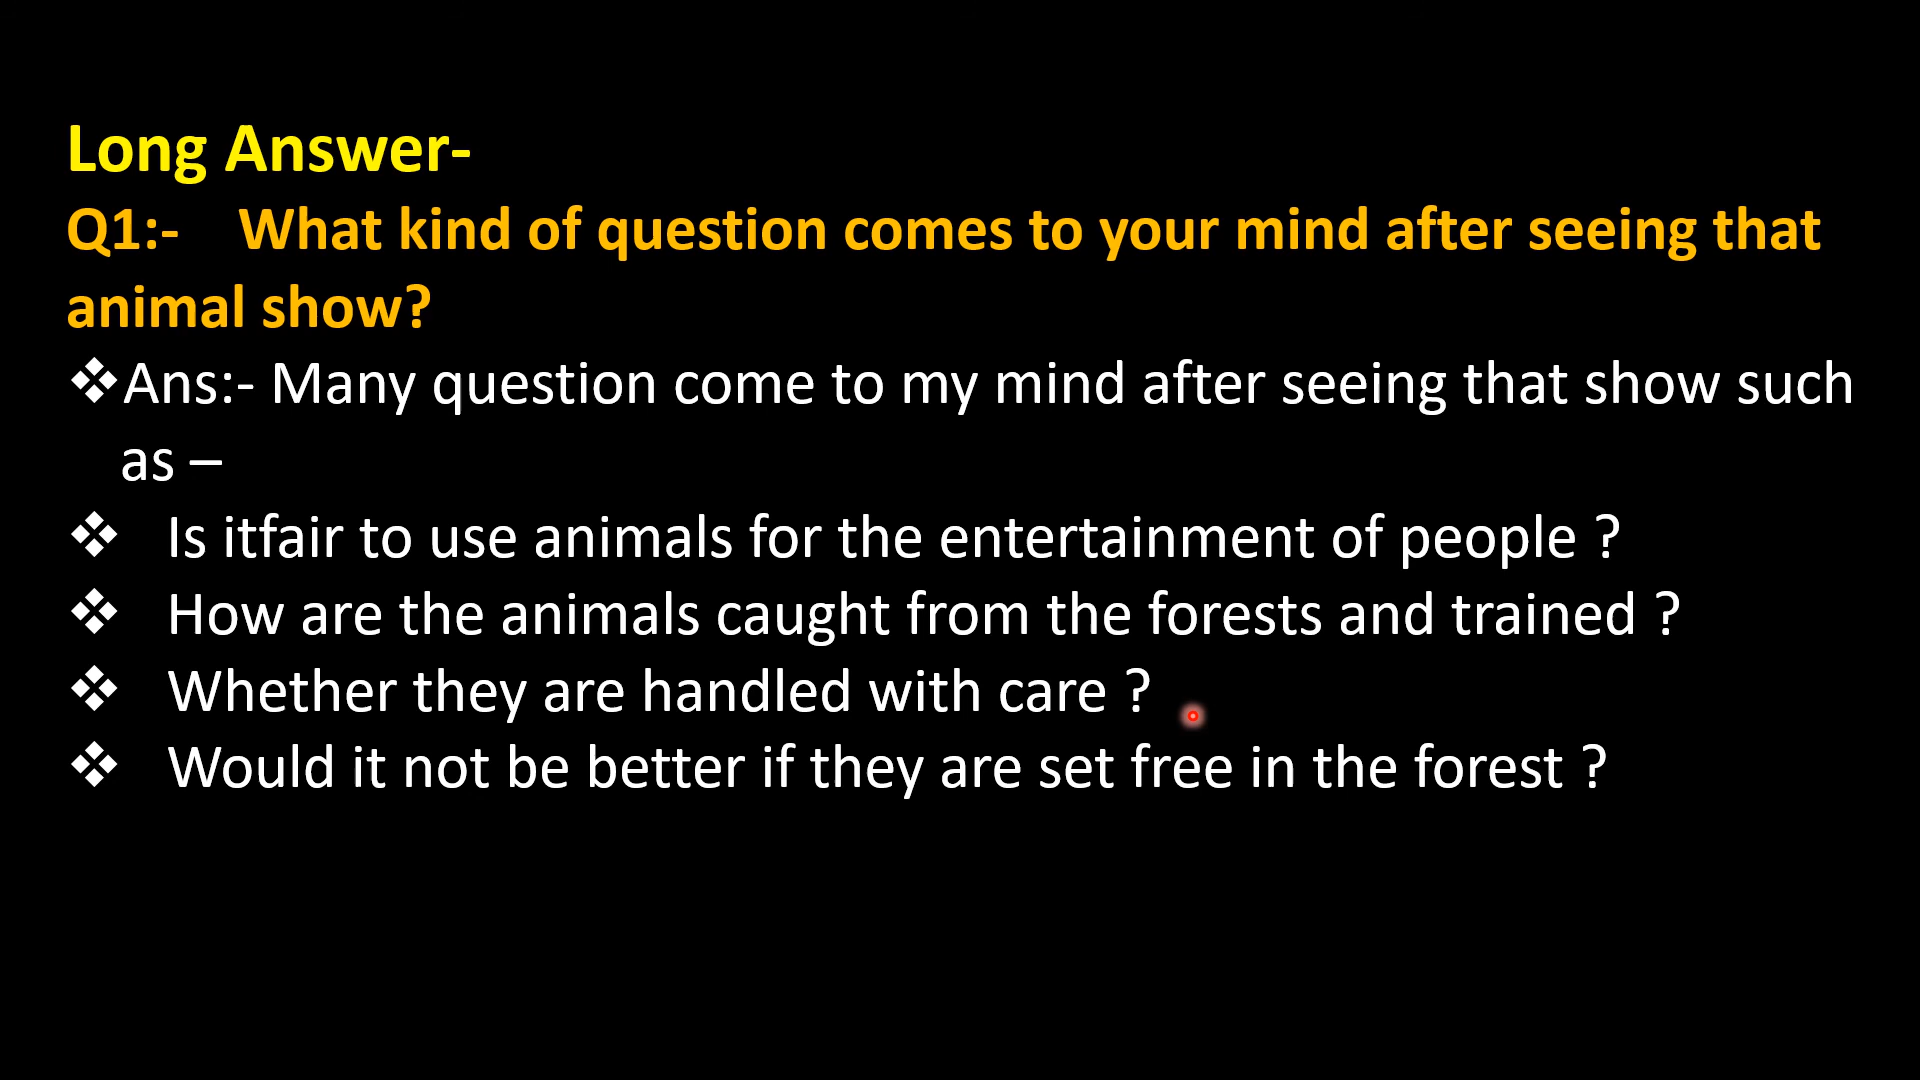 Long Answer-
Q1:- What kind of question comes to your mind after seeing that
animal show?
❖Ans:- Many question come to my mind after seeing that show such
as –
❖ Is itfair to use animals for the entertainment of people ?
❖ How are the animals caught from the forests and trained ?
❖ Whether they are handled with care ?
❖ Would it not be better if they are set free in the forest ?